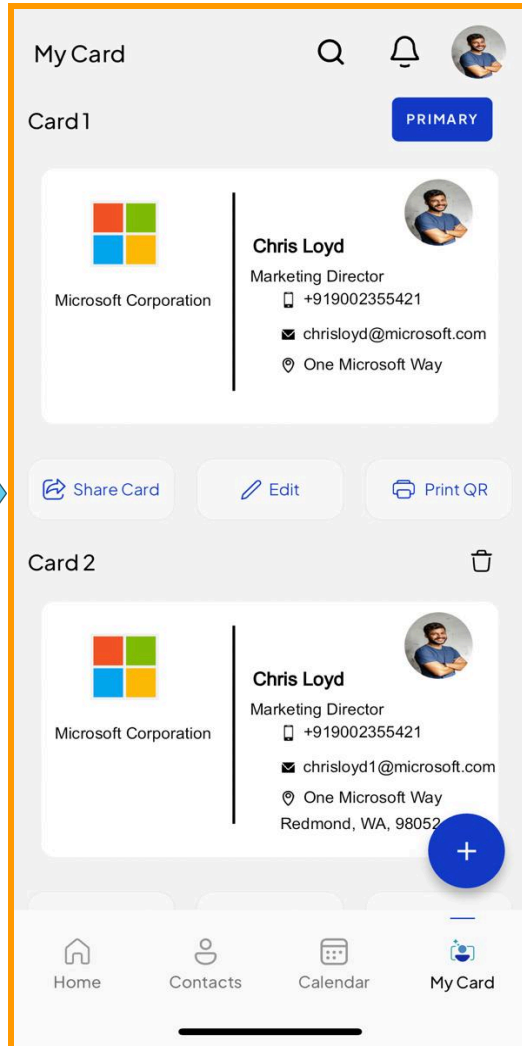 My Card
Card 1
PRIMARY
Microsoft Corporation
Chris Loyd
Marketing Director
+919002355421
chrisloyd@microsoft.com
One Microsoft Way
Share Card
Edit
Print QR
Card 2
Microsoft Corporation
Chris Loyd
Marketing Director
+919002355421
chrisloyd1@microsoft.com
One Microsoft Way
Redmond, WA, 98052
+
Home
Contacts
Calendar
My Card